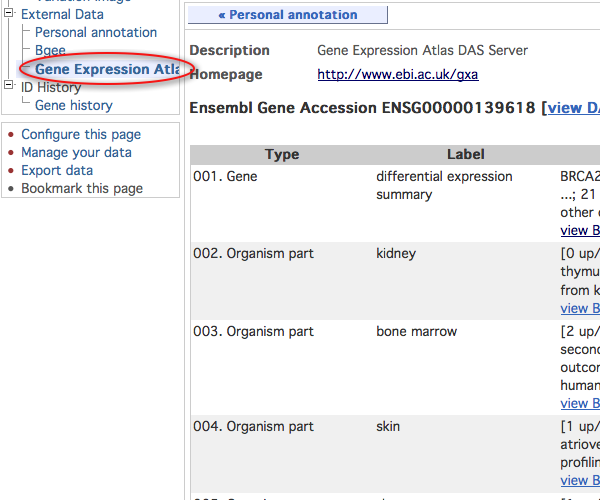 External Data
Personal annotation
Bgee
Gene Expression Atla
ID History
Gene history
Configure this page
Manage your data
Export data
Bookmark this page
« Personal annotation
Description Gene Expression Atlas DAS Server
Homepage http://www.ebi.ac.uk/gxa
Ensembl Gene Accession ENSG00000139618 [view DA
Type Label
001. Gene differential expression BRCA2
summary ...; 21
other
view B
002. Organism part kidney [0 up/
thymu
from k
view B
003. Organism part bone marrow [2 up/
second
outcor
human
view B
004. Organism part skin [1 up/
atriove
profilin
view B